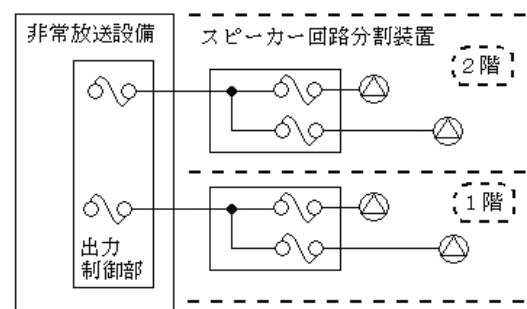 非常放送設備
スピーカー回路分割装置
2階
1階
出力
制御部